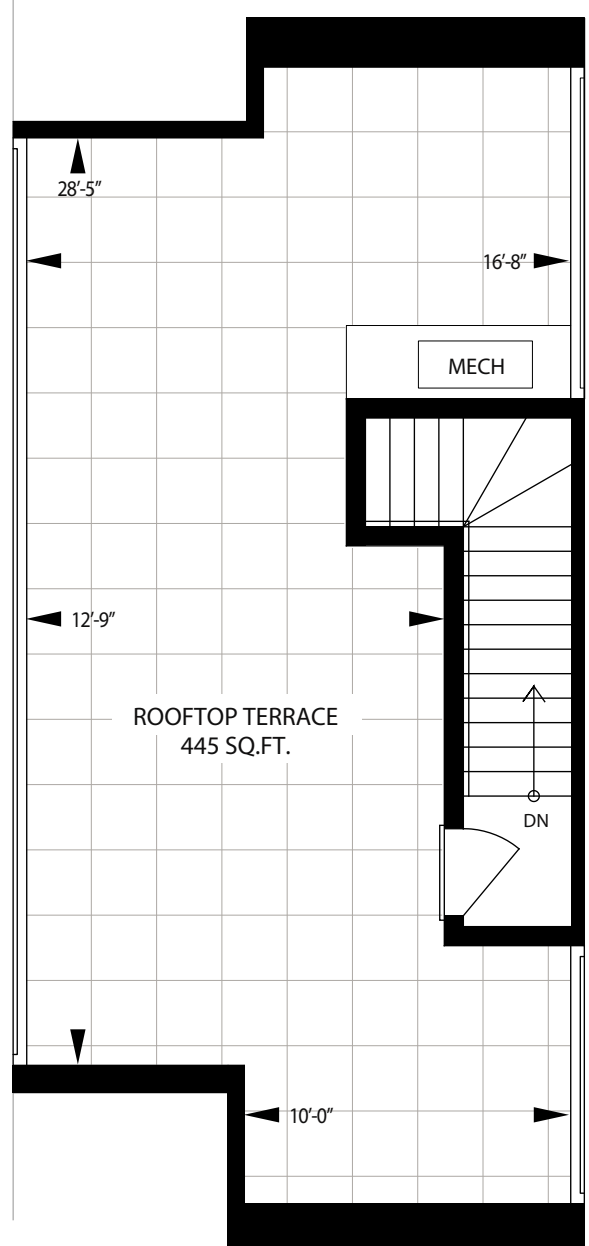 28′-5″
16′-8″
MECH
12′-9″
ROOFTOP TERRACE
445 SQ.FT.
DN
10′-0″